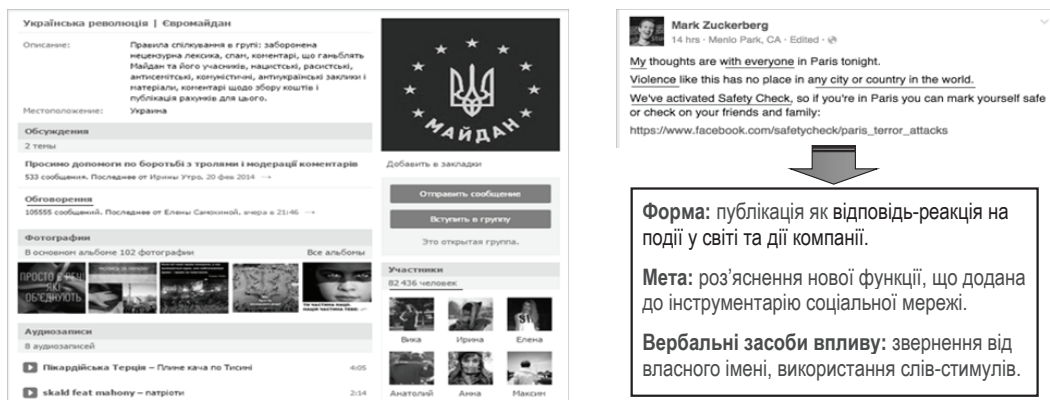 Українська революція | Євромайдан
Описание: Правила спілкування в групі: заборонена
нецензурна лексика, спам, коментарі, що ганьблять
Майдан та його учасників, нацистські, расистські,
антисемітські, комуністичні, антиукраїнські заклики і
матеріали, коментарі щодо збору коштів і
публікація рахунків для цього.
Местоположение: Украина
Обсуждения
2 темы
Просимо допомоги по боротьбі з тролями і модерації коментарів
533 сообщения. Последнее от Ирины Утро, 20 фев 2014 →
Обговорення
105555 сообщений. Последнее от Елены Самохиной, вчера в 21:46 →
Фотографии
В основном альбоме 102 фотографии Все альбомы
ПРОСТО Є РЕЧІ,
ЯКІ
ОБ'ЄДНУЮТЬ
Аудиозаписи
8 аудиозаписей
Пікардійська Терція – Плине кача по Тисині 4:05
skald feat mahony – патріоти 2:14
МАЙДАН
Добавить в закладки
Отправить сообщение
Вступить в группу
Это открытая группа.
Участники
82 436 человек
Вика Ирина Елена
Анатолий Анна Максим
Mark Zuckerberg
14 hrs · Menlo Park, CA · Edited ·
My thoughts are with everyone in Paris tonight.
Violence like this has no place in any city or country in the world.
We've activated Safety Check, so if you're in Paris you can mark yourself safe
or check on your friends and family:
https://www.facebook.com/safetycheck/paris_terror_attacks
Форма: публікація як відповідь-реакція на
події у світі та дії компанії.
Мета: роз’яснення нової функції, що додана
до інструментарію соціальної мережі.
Вербальні засоби впливу: звернення від
власного імені, використання слів-стимулів.